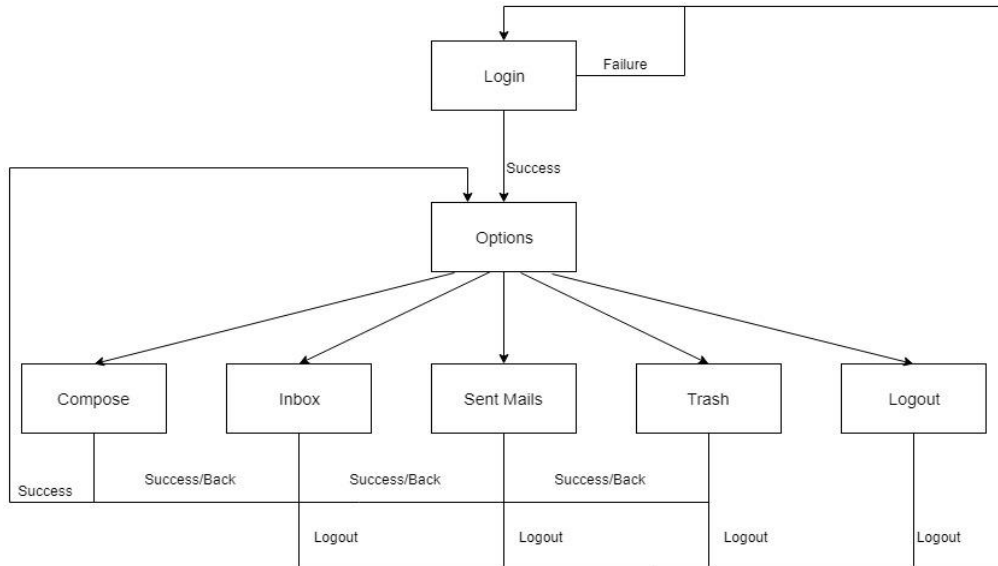 Login
Failure
Success
Options
Compose
Inbox
Sent Mails
Trash
Logout
Success/Back
Success/Back
Success/Back
Success
Logout
Logout
Logout
Logout